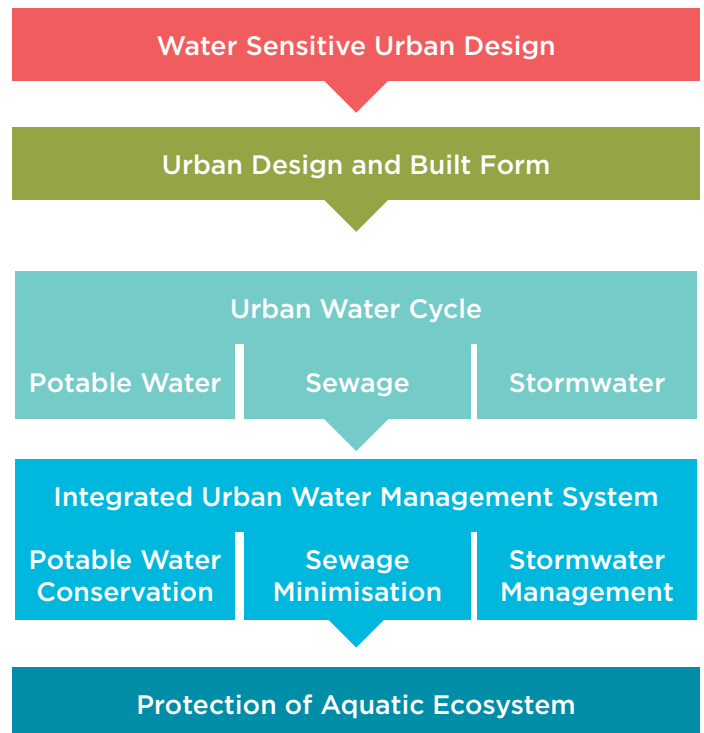 Water Sensitive Urban Design
Urban Design and Built Form
Urban Water Cycle
Potable Water
Sewage
Stormwater
Integrated Urban Water Management System
Potable Water
Conservation
Sewage
Minimisation
Stormwater
Management
Protection of Aquatic Ecosystem